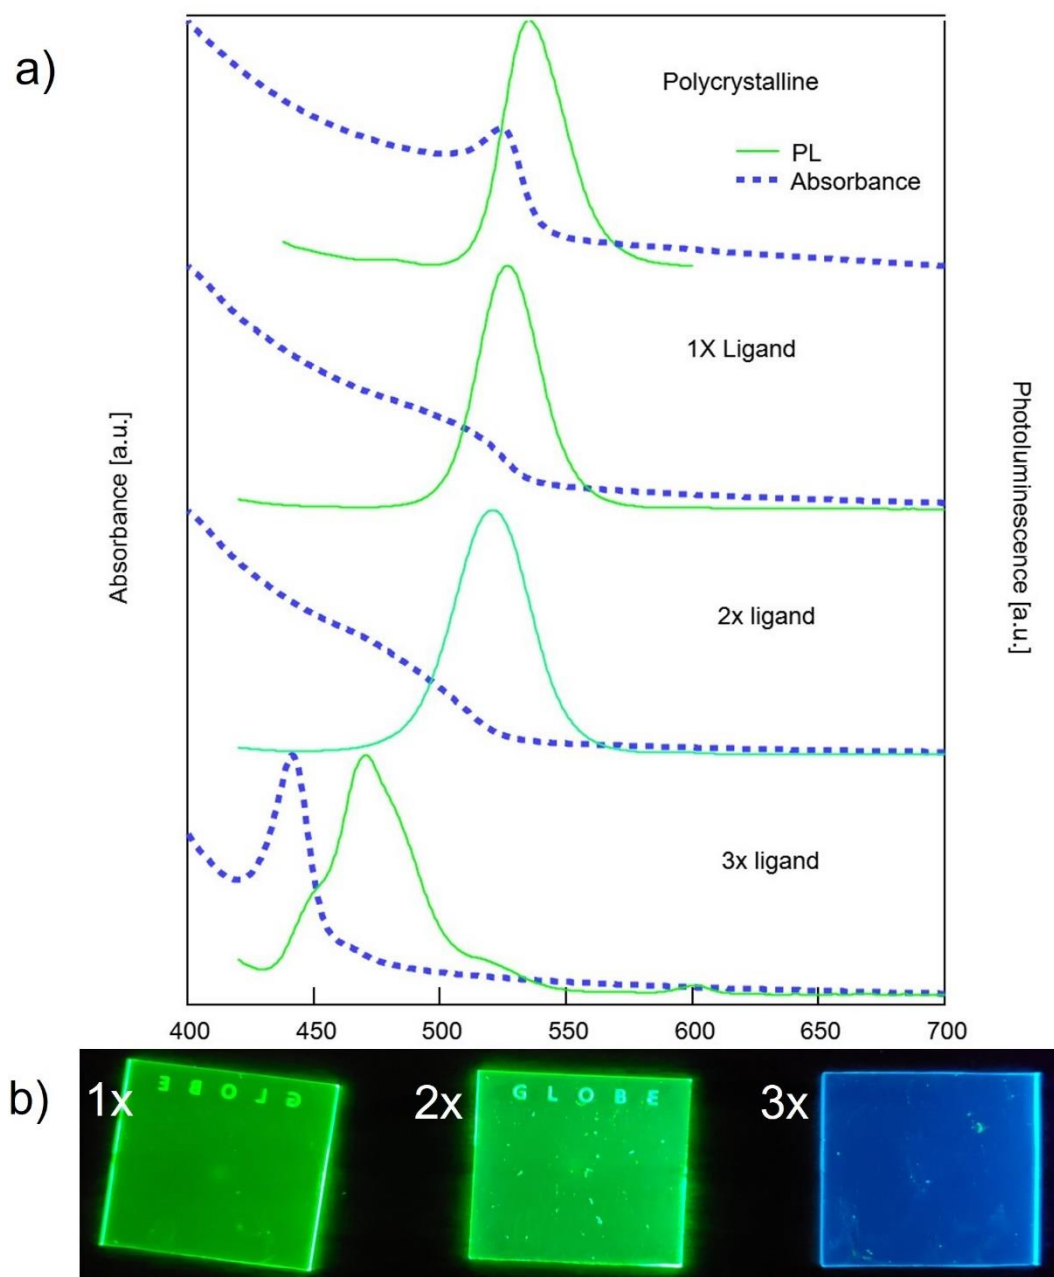 a)
Polycrystalline
PL
Absorbance
1X Ligand
Absorbance [a.u.]
Photoluminescence [a.u.]
2x ligand
3x ligand
400 450 500 550 600 650 700
b)
1x
GLOBE
2x
GLOBE
3x